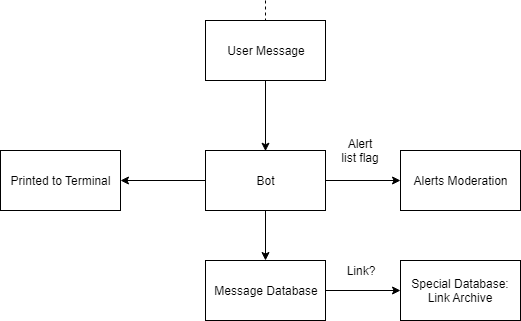 User Message
Alert
list flag
Printed to Terminal
Bot
Alerts Moderation
Message Database
Link?
Special Database:
Link Archive